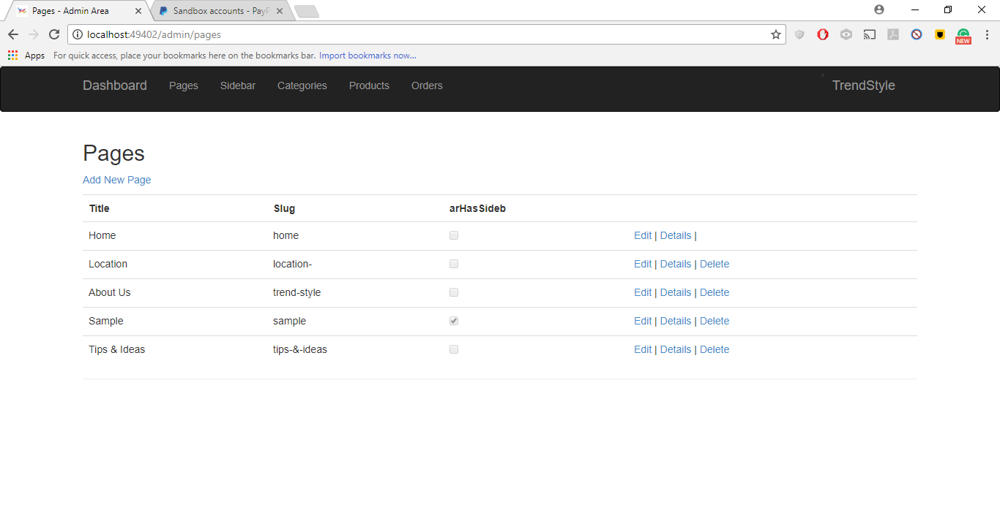 Pages - Admin Area Sandbox accounts - PayP
localhost:49402/admin/pages
NEW
Apps For quick access, place your bookmarks here on the bookmarks bar. Import bookmarks now...
Dashboard Pages Sidebar Categories Products Orders TrendStyle
Pages
Add New Page
Title Slug arHasSideb
Home home Edit | Details |
Location location- Edit | Details | Delete
About Us trend-style Edit | Details | Delete
Sample sample Edit | Details | Delete
Tips & Ideas tips-&-ideas Edit | Details | Delete